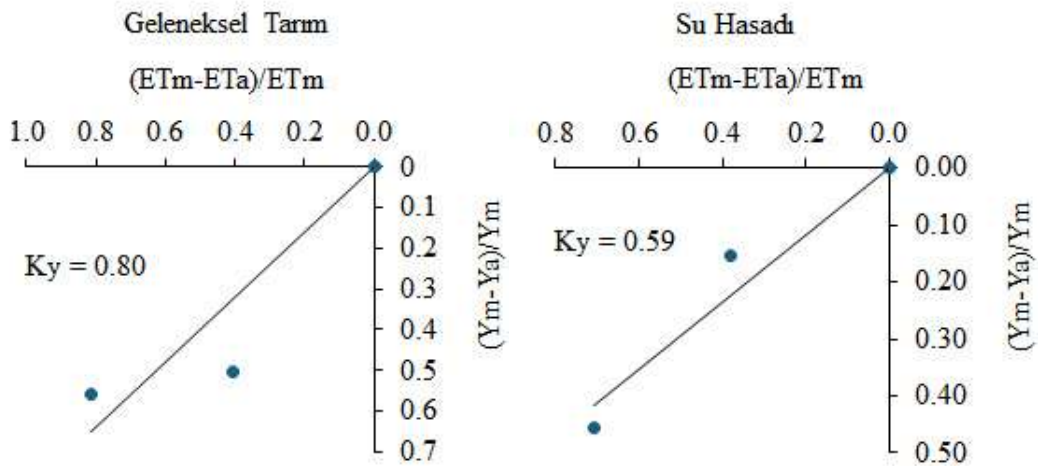 Geleneksel Tarım
(ETm-ETa)/ETm
1.0 0.8 0.6 0.4 0.2 0.0
0
0.1
0.2
0.3
0.4
0.5
0.6
0.7
(Ym-Ya)/Ym
Ky = 0.80
Su Hasadı
(ETm-ETa)/ETm
0.8 0.6 0.4 0.2 0.0
0.00
0.10
0.20
0.30
0.40
0.50
(Ym-Ya)/Ym
Ky = 0.59